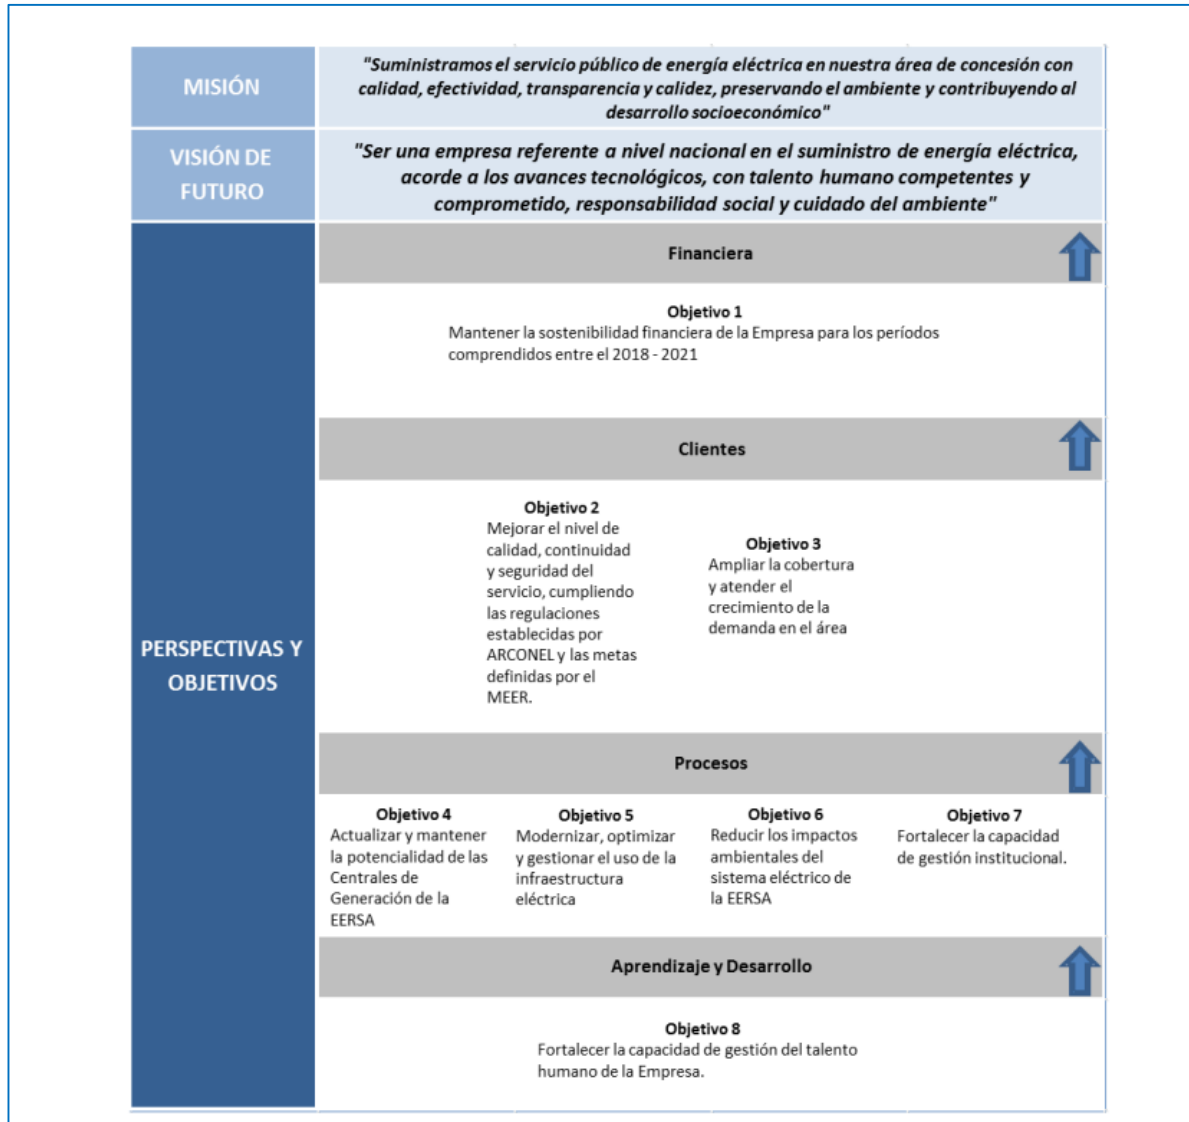 MISIÓN
"Suministramos el servicio público de energía eléctrica en nuestra área de concesión con
calidad, efectividad, transparencia y calidez, preservando el ambiente y contribuyendo al
desarrollo socioeconómico"
VISIÓN DE
FUTURO
"Ser una empresa referente a nivel nacional en el suministro de energía eléctrica,
acorde a los avances tecnológicos, con talento humano competentes y
comprometido, responsabilidad social y cuidado del ambiente"
PERSPECTIVAS Y
OBJETIVOS
Financiera
Objetivo 1
Mantener la sostenibilidad financiera de la Empresa para los períodos
comprendidos entre el 2018 - 2021
Clientes
Objetivo 2
Mejorar el nivel de
calidad, continuidad
y seguridad del
servicio, cumpliendo
las regulaciones
establecidas por
ARCONEL y las metas
definidas por el
MEER.
Objetivo 3
Ampliar la cobertura
y atender el
crecimiento de la
demanda en el área
Procesos
Objetivo 4
Actualizar y mantener
la potencialidad de las
Centrales de
Generación de la
EERSA
Objetivo 5
Modernizar, optimizar
y gestionar el uso de la
infraestructura
eléctrica
Objetivo 6
Reducir los impactos
ambientales del
sistema eléctrico de
la EERSA
Objetivo 7
Fortalecer la capacidad
de gestión institucional.
Aprendizaje y Desarrollo
Objetivo 8
Fortalecer la capacidad de gestión del talento
humano de la Empresa.